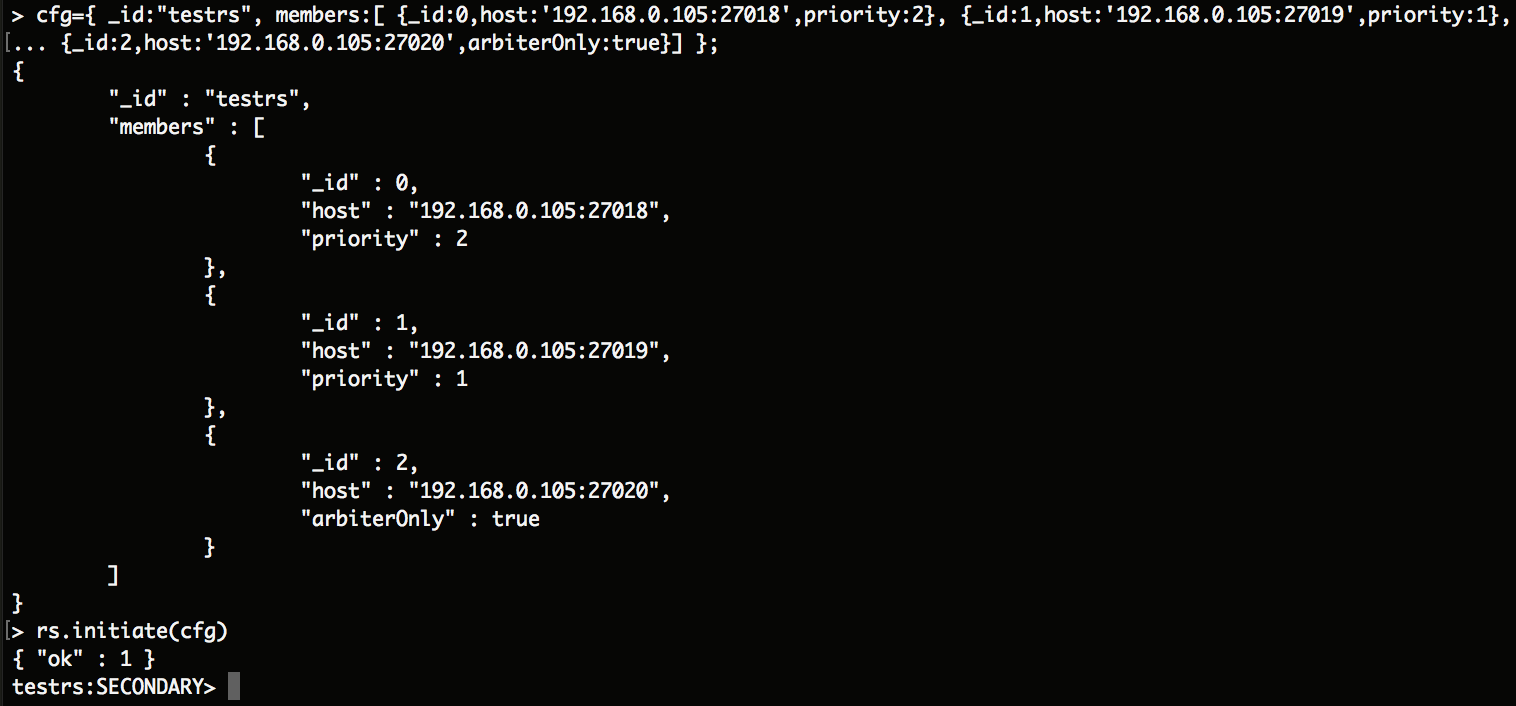 > cfg={ _id:"testrs", members:[ {_id:0,host:'192.168.0.105:27018',priority:2}, {_id:1,host:'192.168.0.105:27019',priority:1},
[... {_id:2,host:'192.168.0.105:27020',arbiterOnly:true}] };
{
        "_id" : "testrs",
        "members" : [
                {
                        "_id" : 0,
                        "host" : "192.168.0.105:27018",
                        "priority" : 2
                },
                {
                        "_id" : 1,
                        "host" : "192.168.0.105:27019",
                        "priority" : 1
                },
                {
                        "_id" : 2,
                        "host" : "192.168.0.105:27020",
                        "arbiterOnly" : true
                }
        ]
}
[> rs.initiate(cfg)
{ "ok" : 1 }
testrs:SECONDARY>